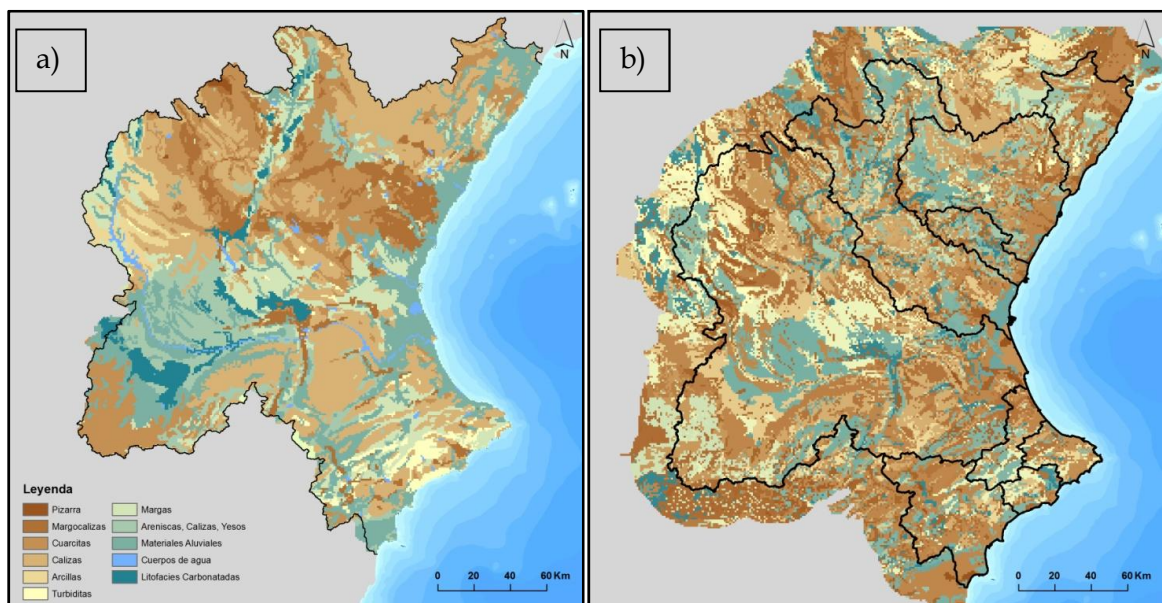 a)
N
Leyenda
Pizarra
Margocalizas
Cuarcitas
Calizas
Arcillas
Turbiditas
Margas
Areniscas, Calizas, Yesos
Materiales Aluviales
Cuerpos de agua
Litofacies Carbonatadas
0 20 40 60 Km
b)
N
0 20 40 60 Km